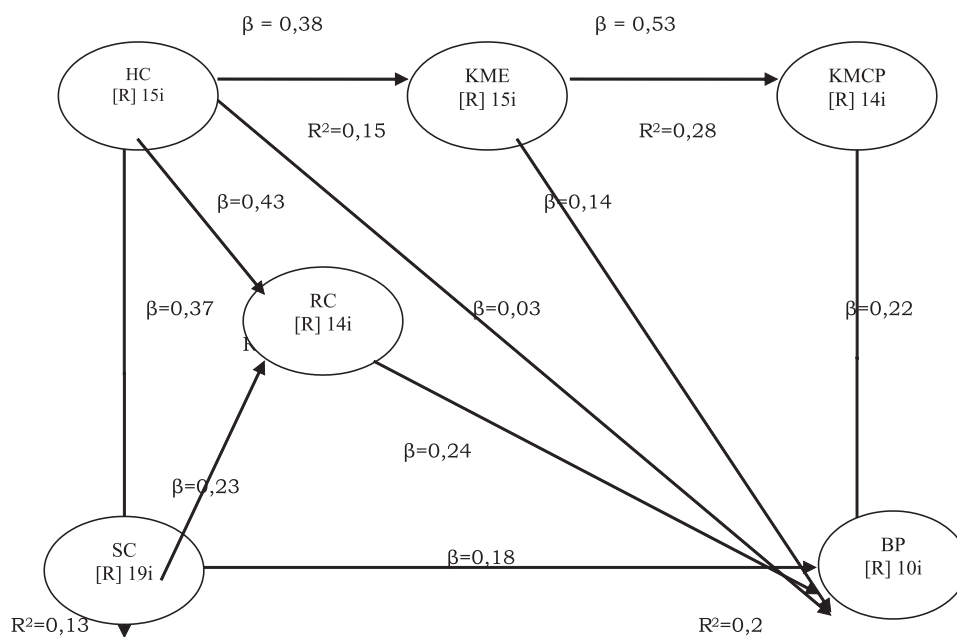 β = 0,38
β = 0,53
HC
[R] 15i
KME
[R] 15i
KMCP
[R] 14i
R²=0,15
R²=0,28
β=0,43
β=0,14
β=0,37
RC
[R] 14i
β=0,03
β=0,22
β=0,24
β=0,23
SC
[R] 19i
β=0,18
BP
[R] 10i
R²=0,13
R²=0,2